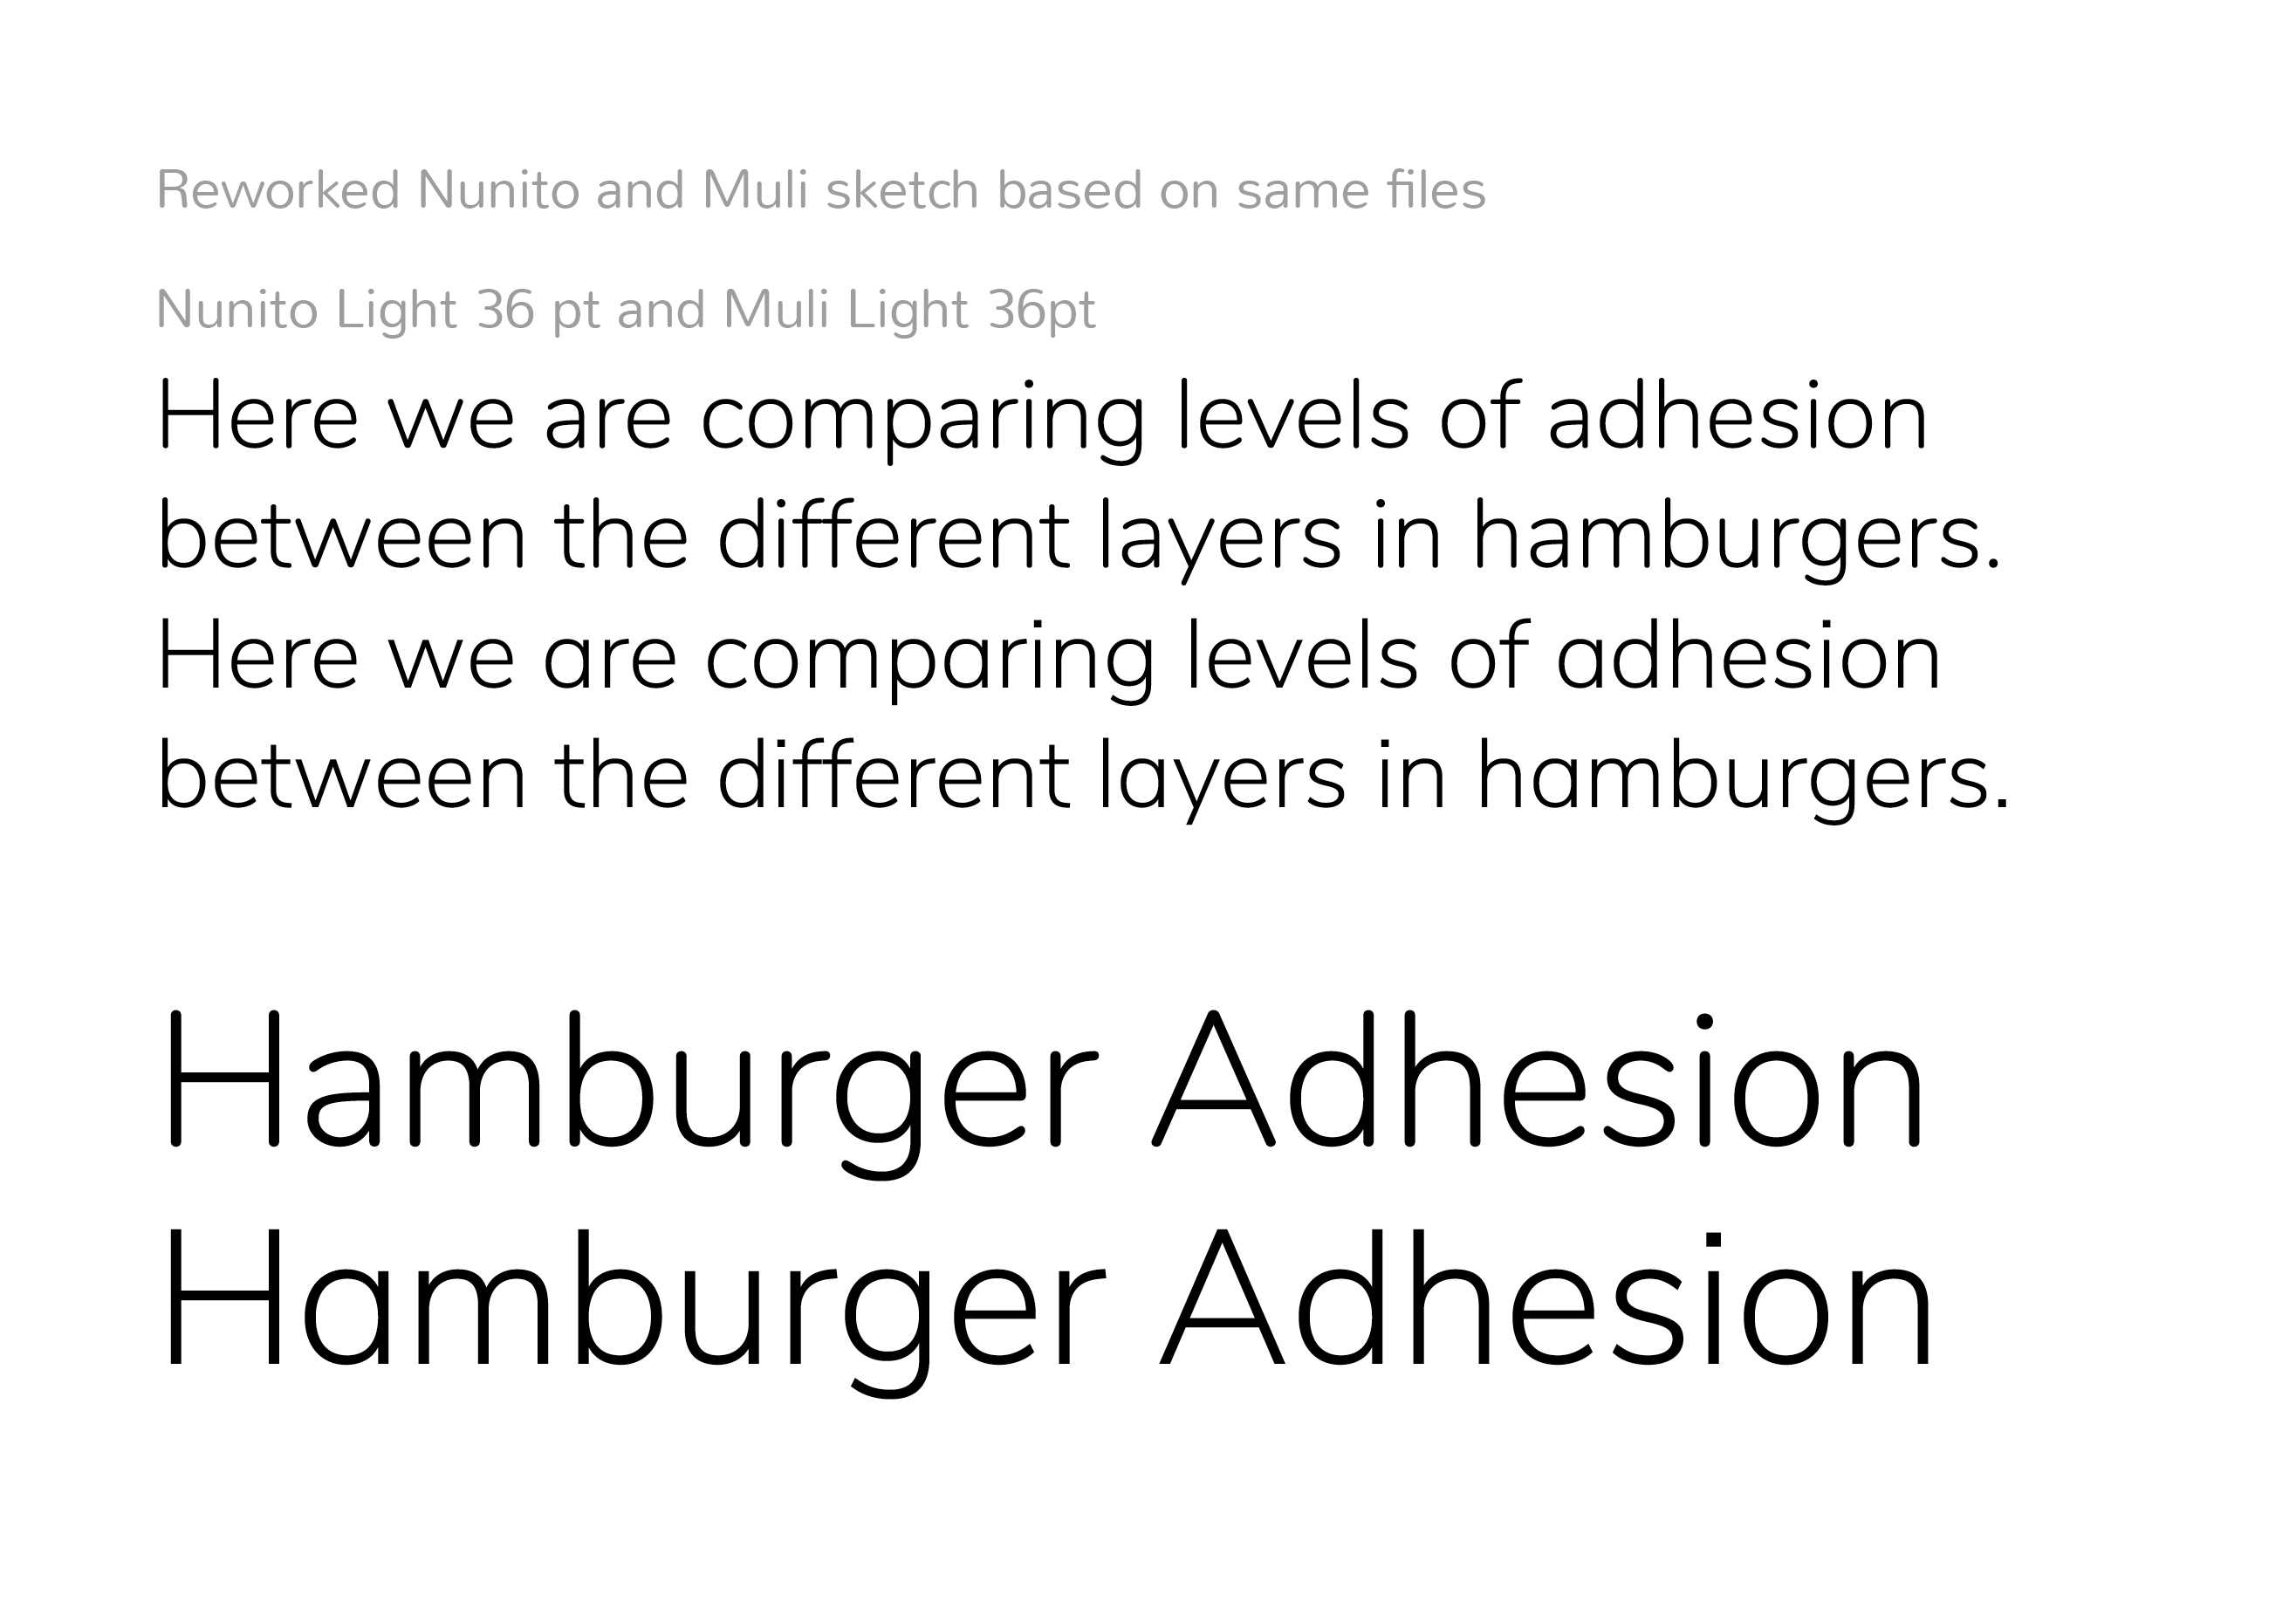 Reworked Nunito and Muli sketch based on same files
Nunito Light 36 pt and Muli Light 36pt
Here we are comparing levels of adhesion
between the different layers in hamburgers.
Here we are comparing levels of adhesion
between the different layers in hamburgers.
Hamburger Adhesion
Hamburger Adhesion